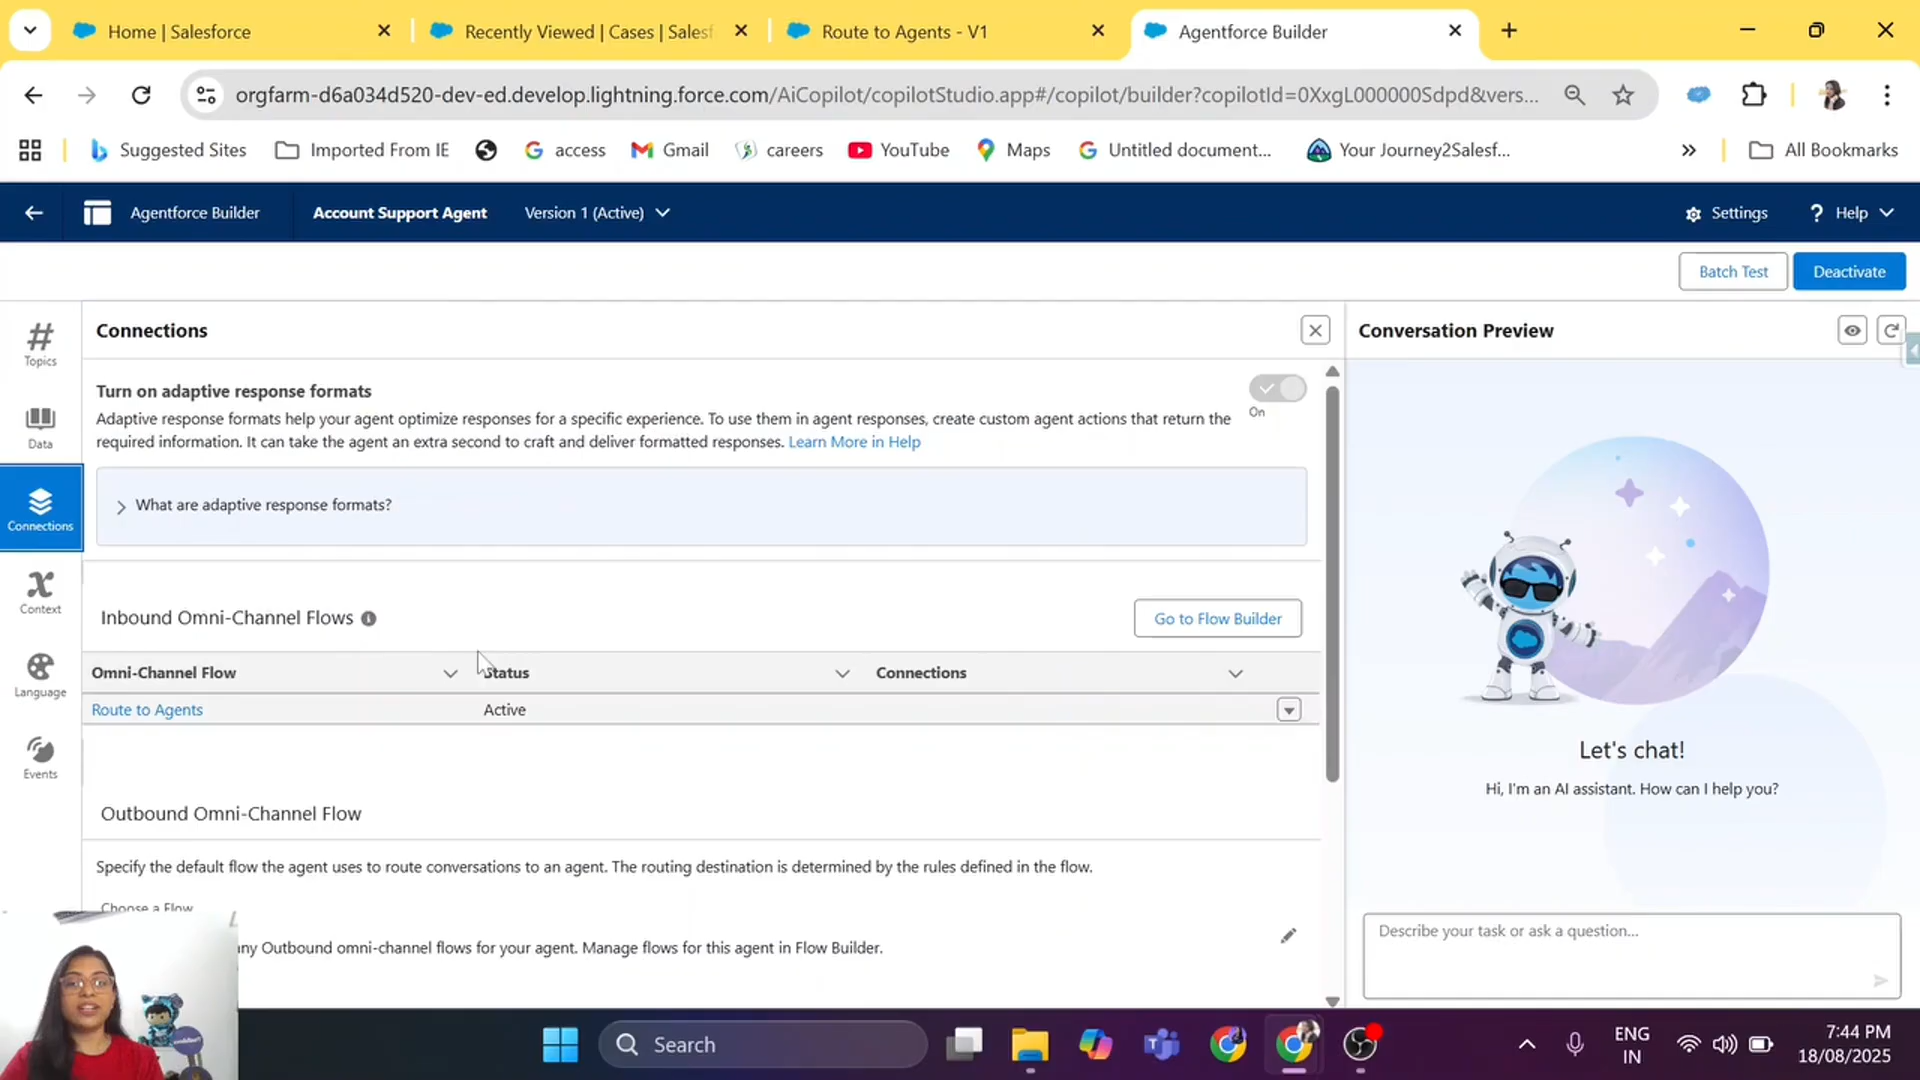 Home | Salesforce
Recently Viewed | Cases | Salesf
Route to Agents - V1
Agentforce Builder
orgfarm-d6a034d520-dev-ed.develop.lightning.force.com/AiCopilot/copilotStudio.app#/copilot/builder?copilotId=0XxgL000000Sdpd&vers...
Suggested Sites
Imported From IE
access
Gmail
careers
YouTube
Maps
Untitled document...
Your Journey2Salesf...
All Bookmarks
Agentforce Builder
Account Support Agent
Version 1 (Active)
Settings
Help
Batch Test
Deactivate
Topics
Data
Connections
Context
Language
Events
Connections
Turn on adaptive response formats
Adaptive response formats help your agent optimize responses for a specific experience. To use them in agent responses, create custom agent actions that return the
required information. It can take the agent an extra second to craft and deliver formatted responses. Learn More in Help
On
What are adaptive response formats?
Inbound Omni-Channel Flows
Go to Flow Builder
Omni-Channel Flow
Status
Connections
Route to Agents
Active
Outbound Omni-Channel Flow
Specify the default flow the agent uses to route conversations to an agent. The routing destination is determined by the rules defined in the flow.
Choose a Flow
any Outbound omni-channel flows for your agent. Manage flows for this agent in Flow Builder.
Conversation Preview
Let's chat!
Hi, I'm an AI assistant. How can I help you?
Describe your task or ask a question...
Search
ENG
IN
7:44 PM
18/08/2025